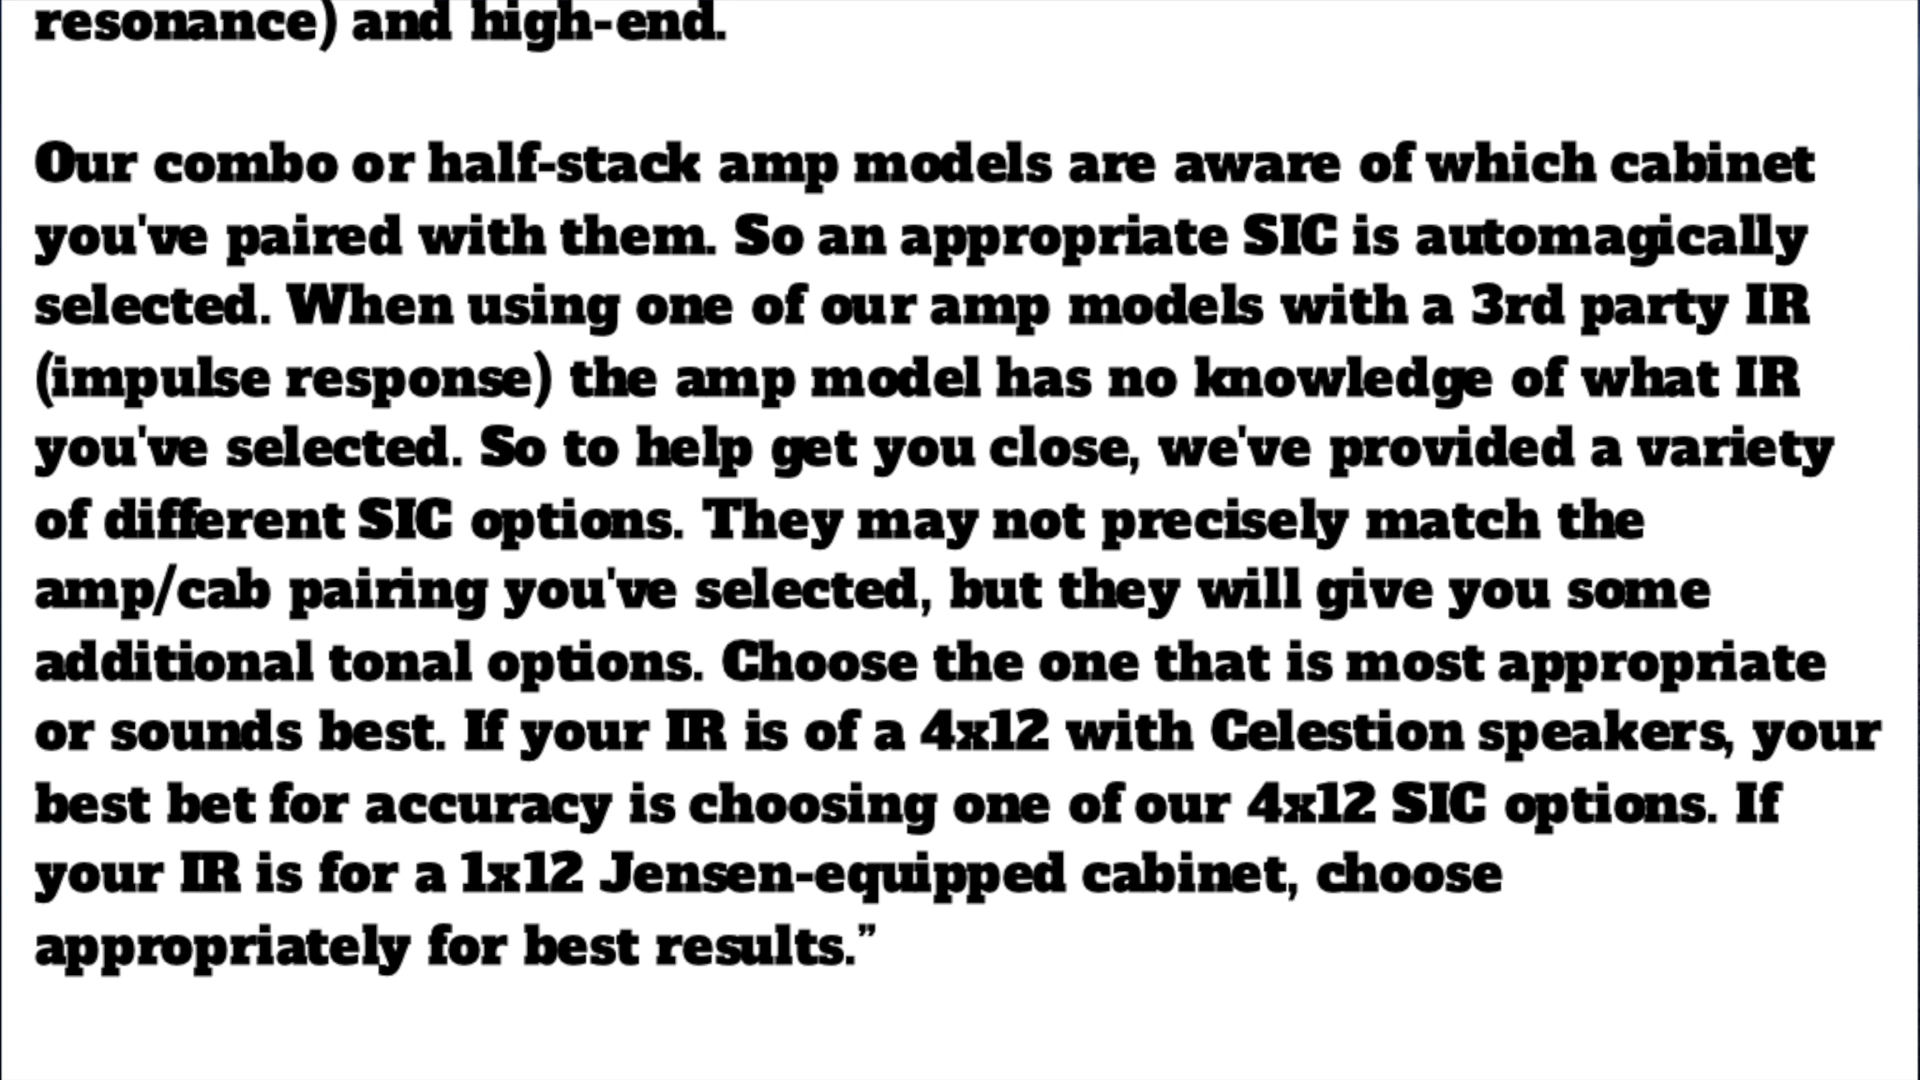 resonance) and high-end.
Our combo or half-stack amp models are aware of which cabinet
you've paired with them. So an appropriate SIC is automagically
selected. When using one of our amp models with a 3rd party IR
(impulse response) the amp model has no knowledge of what IR
you've selected. So to help get you close, we've provided a variety
of different SIC options. They may not precisely match the
amp/cab pairing you've selected, but they will give you some
additional tonal options. Choose the one that is most appropriate
or sounds best. If your IR is of a 4x12 with Celestion speakers, your
best bet for accuracy is choosing one of our 4x12 SIC options. If
your IR is for a 1x12 Jensen-equipped cabinet, choose
appropriately for best results.”